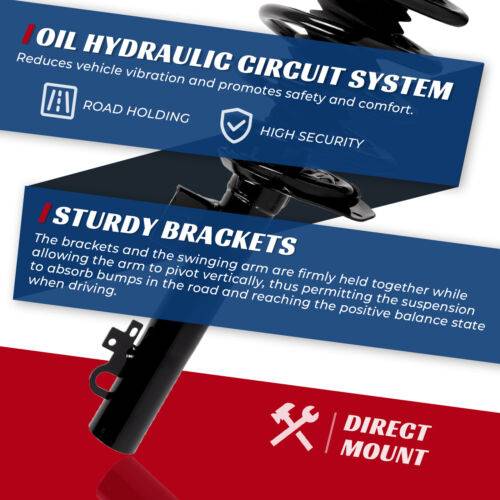 OIL HYDRAULIC CIRCUIT SYSTEM
Reduces vehicle vibration and promotes safety and comfort.
ROAD HOLDING
HIGH SECURITY
STURDY BRACKETS
The brackets and the swinging arm are firmly held together while
allowing the arm to pivot vertically, thus permitting the suspension
to absorb bumps in the road and reaching the positive balance state
when driving.
DIRECT
MOUNT